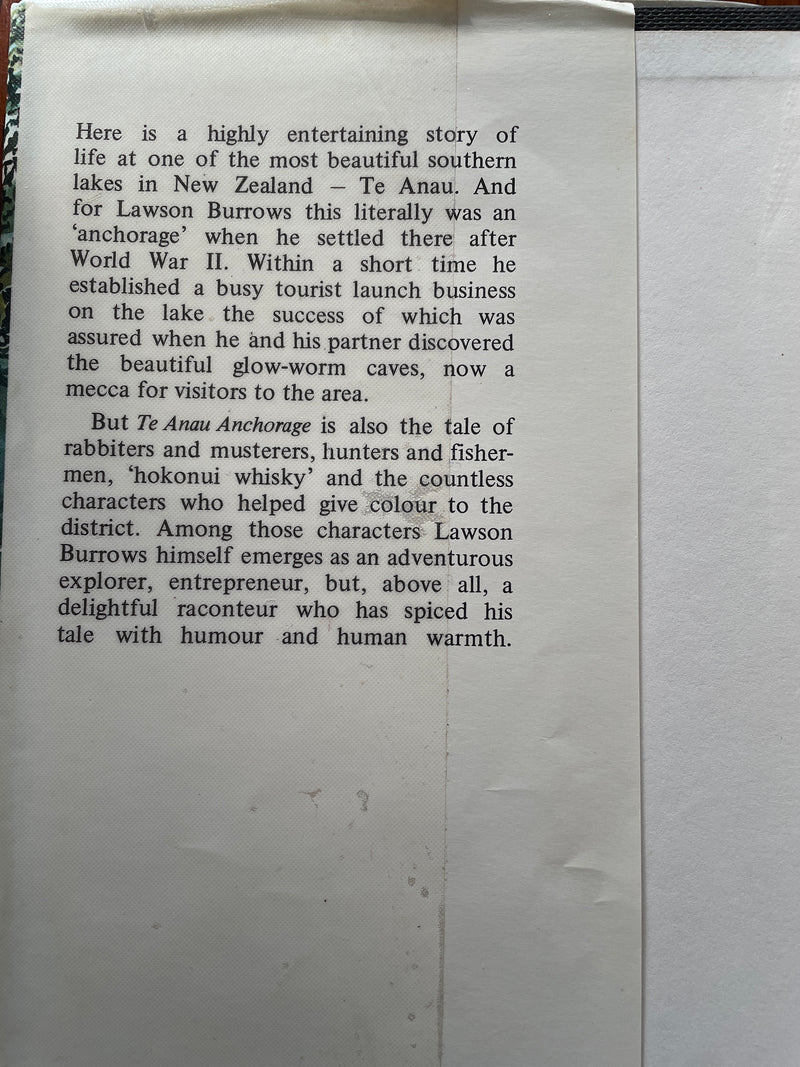 Here is a highly entertaining story of
life at one of the most beautiful southern
lakes in New Zealand – Te Anau. And
for Lawson Burrows this literally was an
‘anchorage’ when he settled there after
World War II. Within a short time he
established a busy tourist launch business
on the lake the success of which was
assured when he and his partner discovered
the beautiful glow-worm caves, now a
mecca for visitors to the area.
But Te Anau Anchorage is also the tale of
rabbiters and musterers, hunters and fisher-
men, ‘hokonui whisky’ and the countless
characters who helped give colour to the
district. Among those characters Lawson
Burrows himself emerges as an adventurous
explorer, entrepreneur, but, above all, a
delightful raconteur who has spiced his
tale with humour and human warmth.